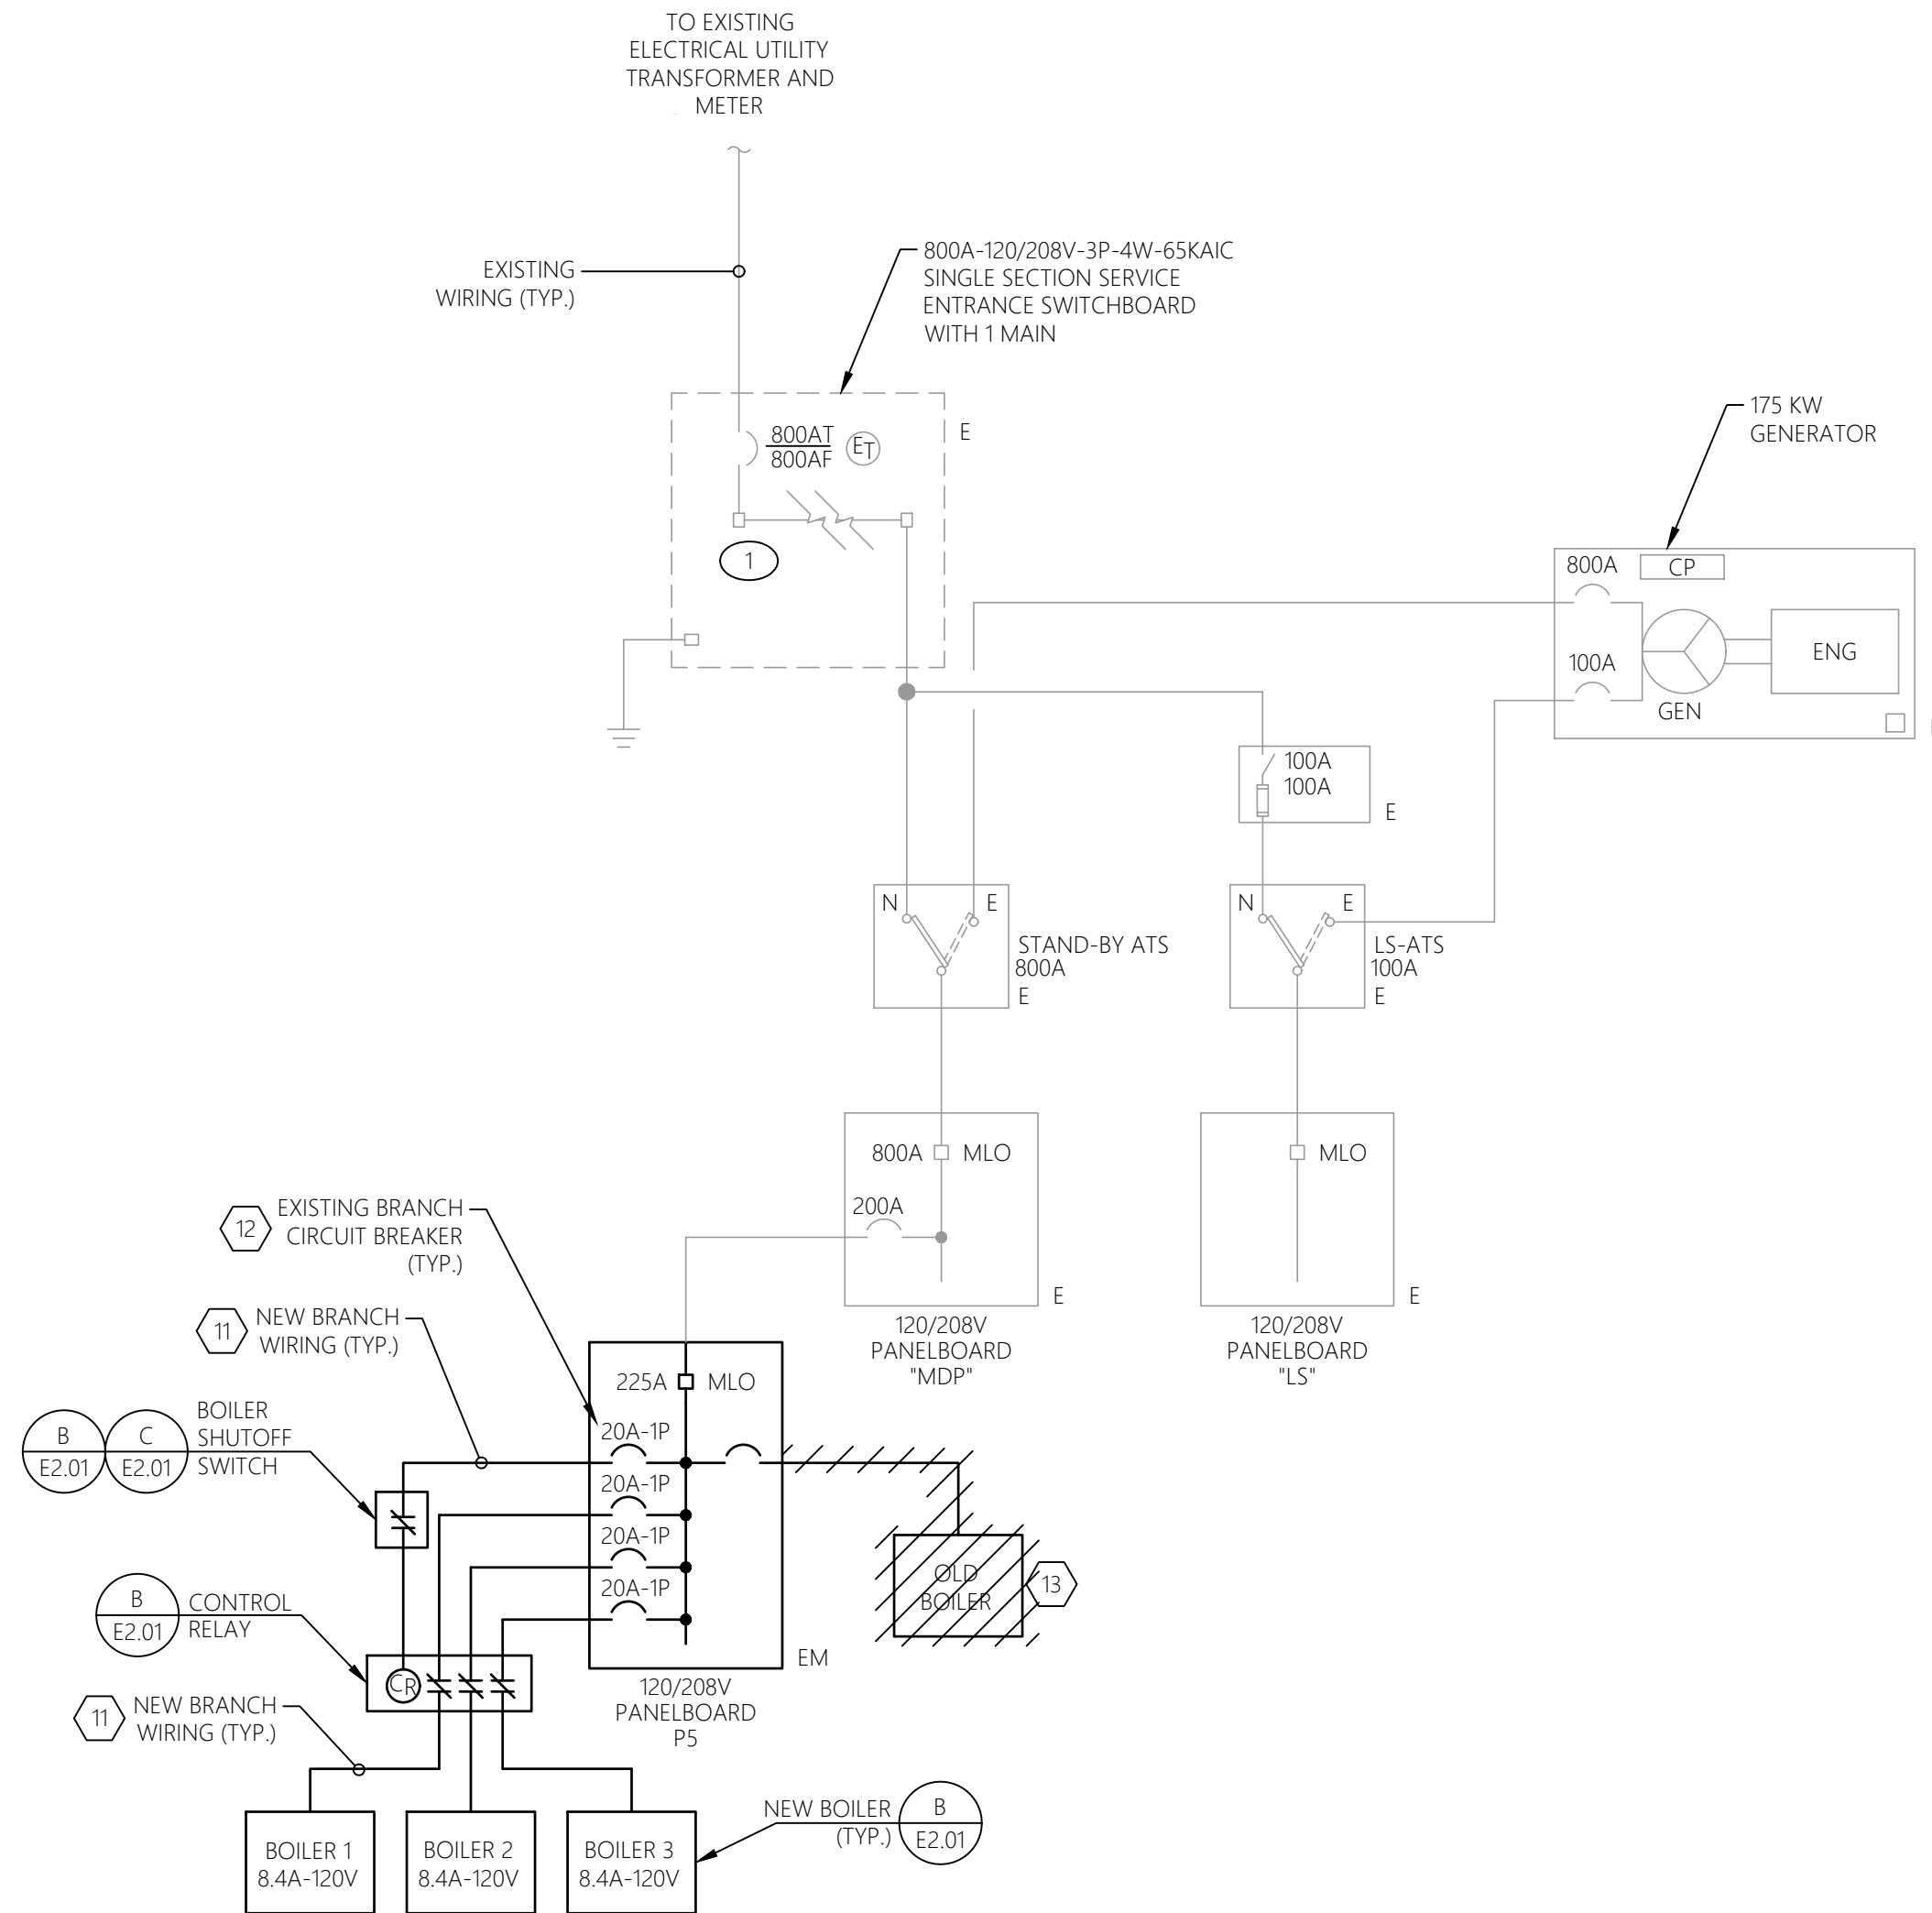 TO EXISTING
ELECTRICAL UTILITY
TRANSFORMER AND
METER
EXISTING
WIRING (TYP.)
800A-120/208V-3P-4W-65KAIC
SINGLE SECTION SERVICE
ENTRANCE SWITCHBOARD
WITH 1 MAIN
175 KW
GENERATOR
800AT
800AF
ET
E
1
800A
CP
100A
ENG
GEN
100A
100A
E
N E
STAND-BY ATS
800A
E
N E
LS-ATS
100A
E
800A MLO
200A
E
120/208V
PANELBOARD
"MDP"
MLO
E
120/208V
PANELBOARD
"LS"
12
EXISTING BRANCH
CIRCUIT BREAKER
(TYP.)
11
NEW BRANCH
WIRING (TYP.)
B
E2.01
C
E2.01
BOILER
SHUTOFF
SWITCH
225A MLO
20A-1P
20A-1P
20A-1P
20A-1P
OLD
BOILER
13
EM
120/208V
PANELBOARD
P5
B
E2.01
CONTROL
RELAY
CR
11
NEW BRANCH
WIRING (TYP.)
NEW BOILER
(TYP.)
B
E2.01
BOILER 1
8.4A-120V
BOILER 2
8.4A-120V
BOILER 3
8.4A-120V